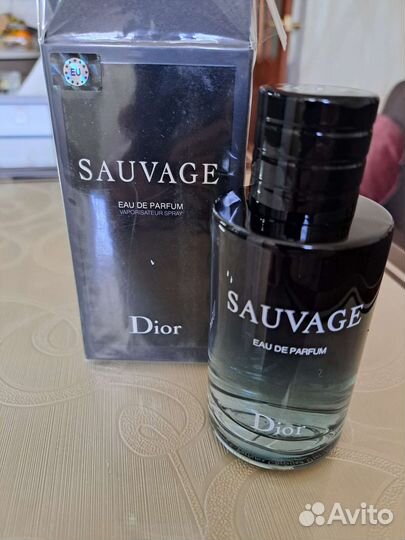 EU
SAUVAGE
EAU DE PARFUM
VAPORISATEUR SPRAY
Dior
SAUVAGE
EAU DE PARFUM
Dior
Avito